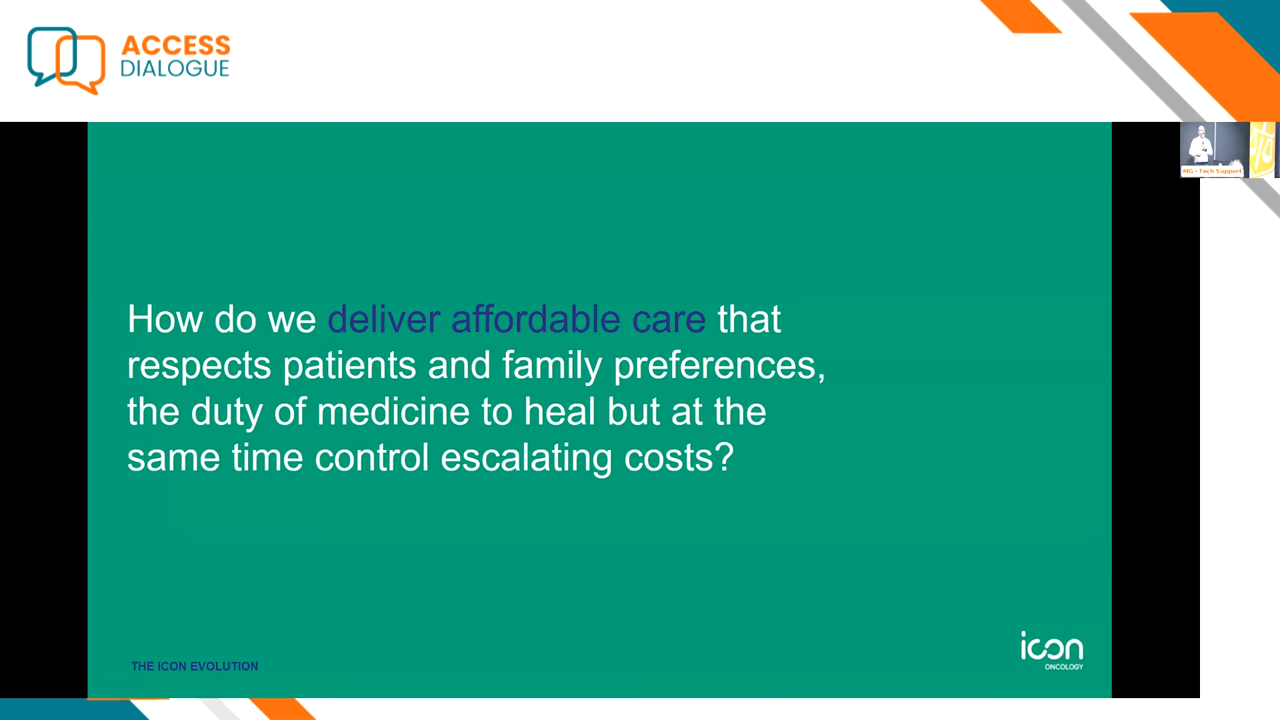 ACCESS
DIALOGUE
MG - Tech Support
How do we deliver affordable care that
respects patients and family preferences,
the duty of medicine to heal but at the
same time control escalating costs?
THE ICON EVOLUTION
icon
ONCOLOGY